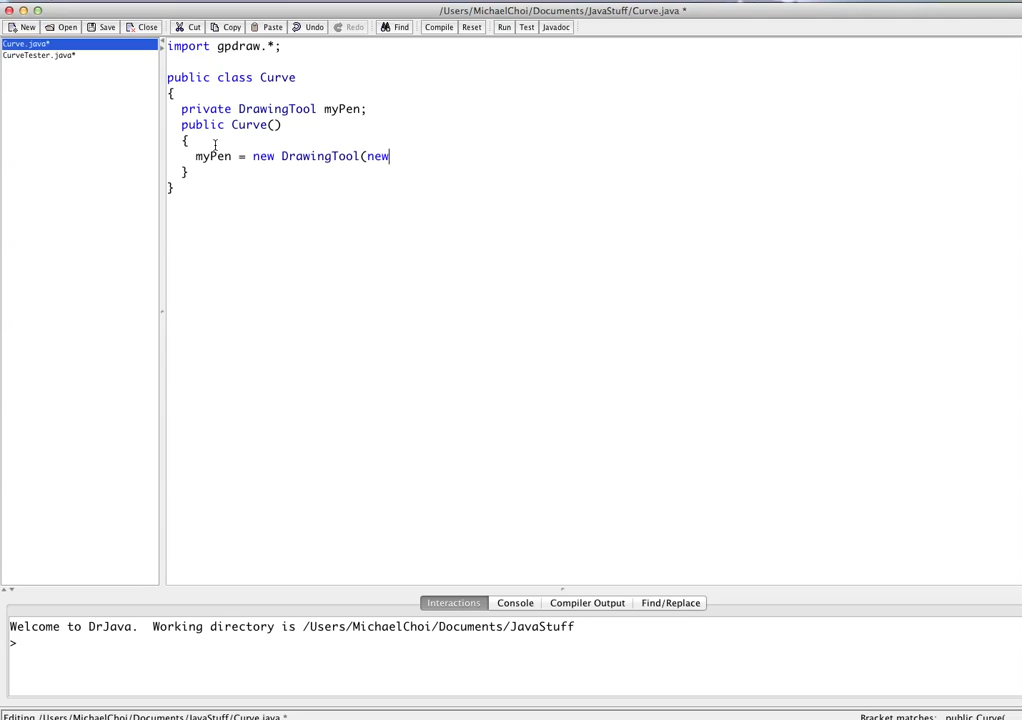 /Users/MichaelChoi/Documents/JavaStuff/Curve.java *
New Open Save Close Cut Copy Paste Undo Redo Find Compile Reset Run Test Javadoc
Curve.java*
CurveTester.java*
import gpdraw.*;
public class Curve
{
private DrawingTool myPen;
public Curve()
{
myPen = new DrawingTool(new
}
}
Interactions Console Compiler Output Find/Replace
Welcome to DrJava. Working directory is /Users/MichaelChoi/Documents/JavaStuff
>
Editing /Users/MichaelChoi/Documents/JavaStuff/Curve.java * Bracket matches: public Curve(